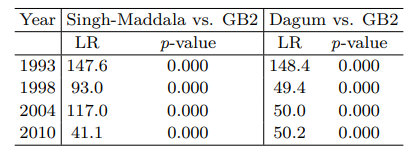 Year Singh-Maddala vs. GB2 Dagum vs. GB2
LR p-value LR p-value
1993 147.6 0.000 148.4 0.000
1998 93.0 0.000 49.4 0.000
2004 117.0 0.000 50.0 0.000
2010 41.1 0.000 50.2 0.000